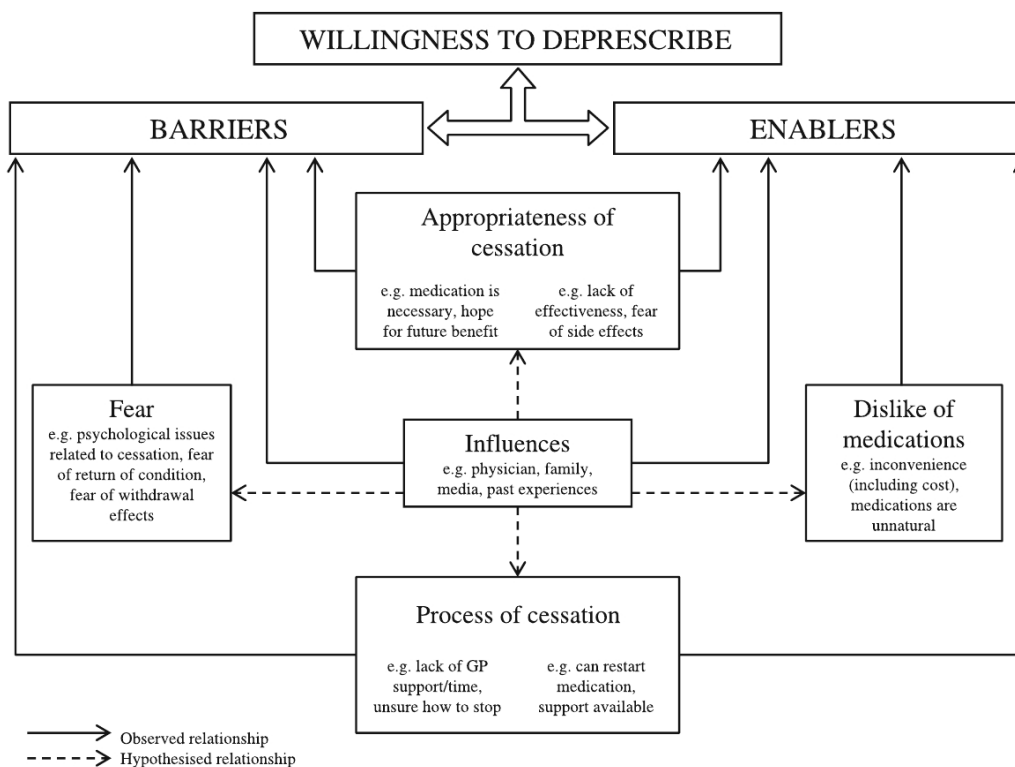 WILLINGNESS TO DEPRESCRIBE
BARRIERS
ENABLERS
Appropriateness of
cessation
e.g. medication is
necessary, hope
for future benefit
e.g. lack of
effectiveness, fear
of side effects
Fear
e.g. psychological issues
related to cessation, fear
of return of condition,
fear of withdrawal
effects
Influences
e.g. physician, family,
media, past experiences
Dislike of
medications
e.g. inconvenience
(including cost),
medications are
unnatural
Process of cessation
e.g. lack of GP
support/time,
unsure how to stop
e.g. can restart
medication,
support available
Observed relationship
Hypothesised relationship